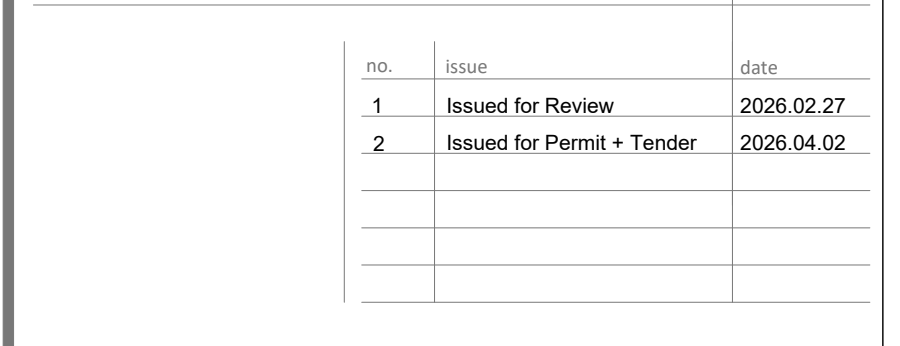 no. issue date
1 Issued for Review 2026.02.27
2 Issued for Permit + Tender 2026.04.02